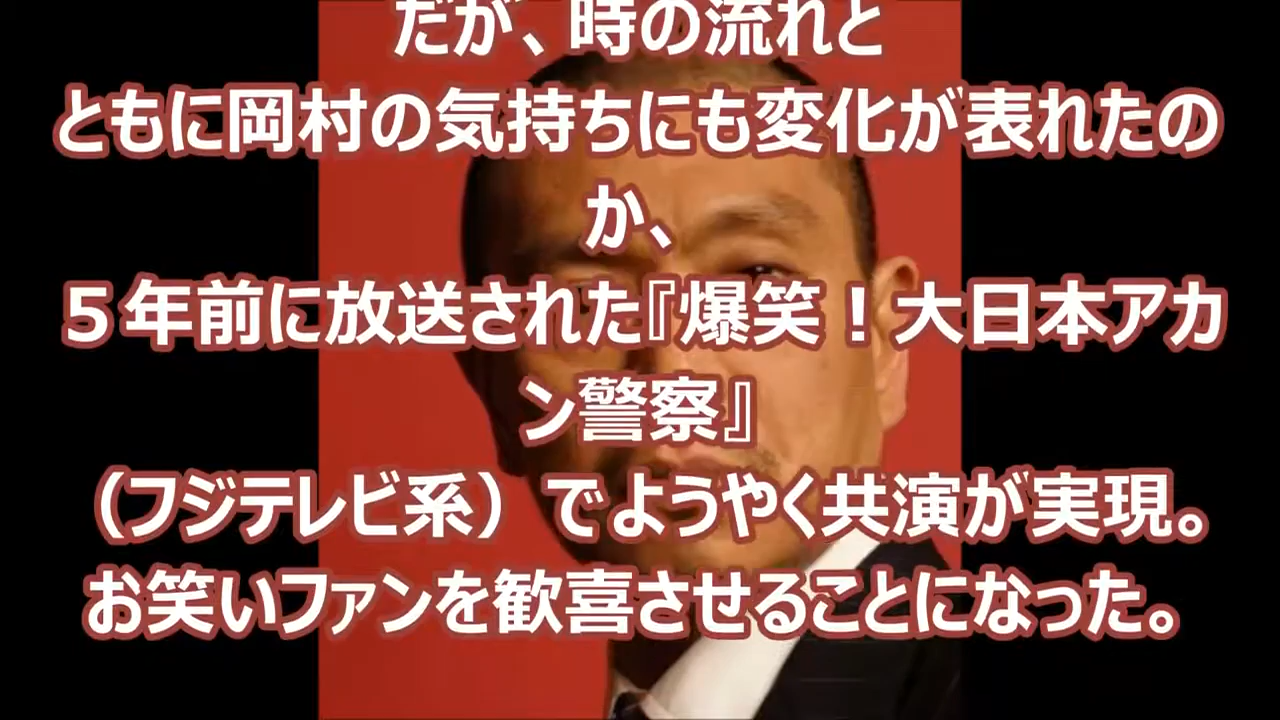 だが、時の流れと
ともに岡村の気持ちにも変化が表れたの
か、
５年前に放送された『爆笑！大日本アカ
ン警察』
（フジテレビ系）でようやく共演が実現。
お笑いファンを歓喜させることになった。